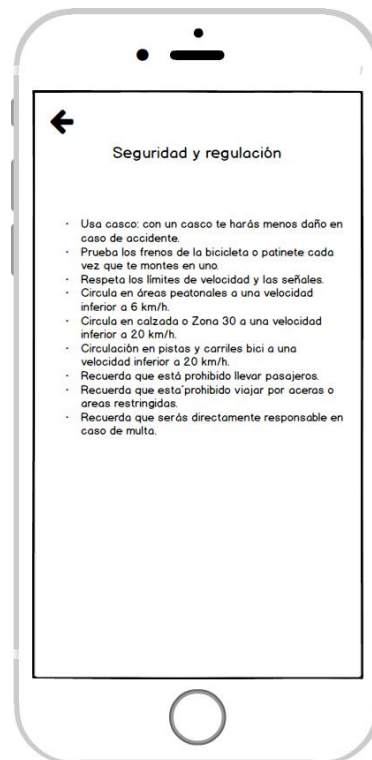 Seguridad y regulación
· Usa casco: con un casco te harás menos daño en
caso de accidente.
· Prueba los frenos de la bicicleta o patinete cada
vez que te montes en uno.
· Respeta los límites de velocidad y las señales.
· Circula en áreas peatonales a una velocidad
inferior a 6 km/h.
· Circula en calzada o Zona 30 a una velocidad
inferior a 20 km/h.
· Circulación en pistas y carriles bici a una
velocidad inferior a 20 km/h.
· Recuerda que está prohibido llevar pasajeros.
· Recuerda que esta´prohibido viajar por aceras o
areas restringidas.
· Recuerda que serás directamente responsable en
caso de multa.